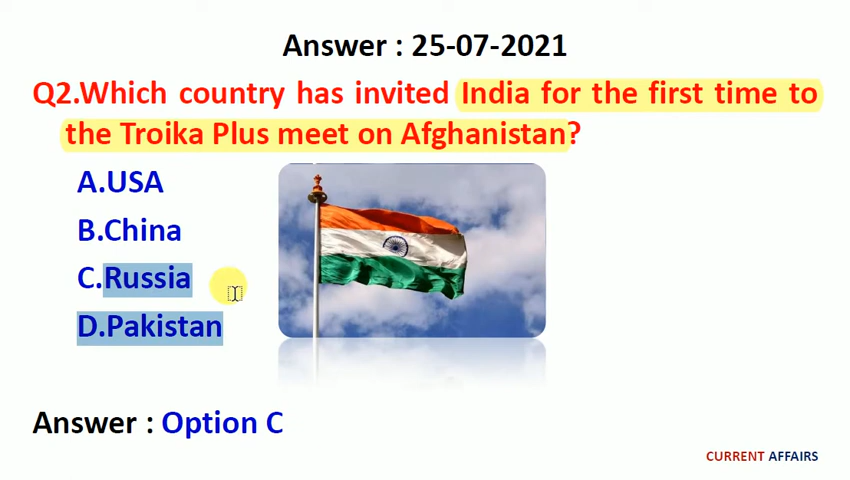 Answer : 25-07-2021
Q2.Which country has invited India for the first time to
the Troika Plus meet on Afghanistan?
A.USA
B.China
C.Russia
D.Pakistan
Answer : Option C
CURRENT AFFAIRS